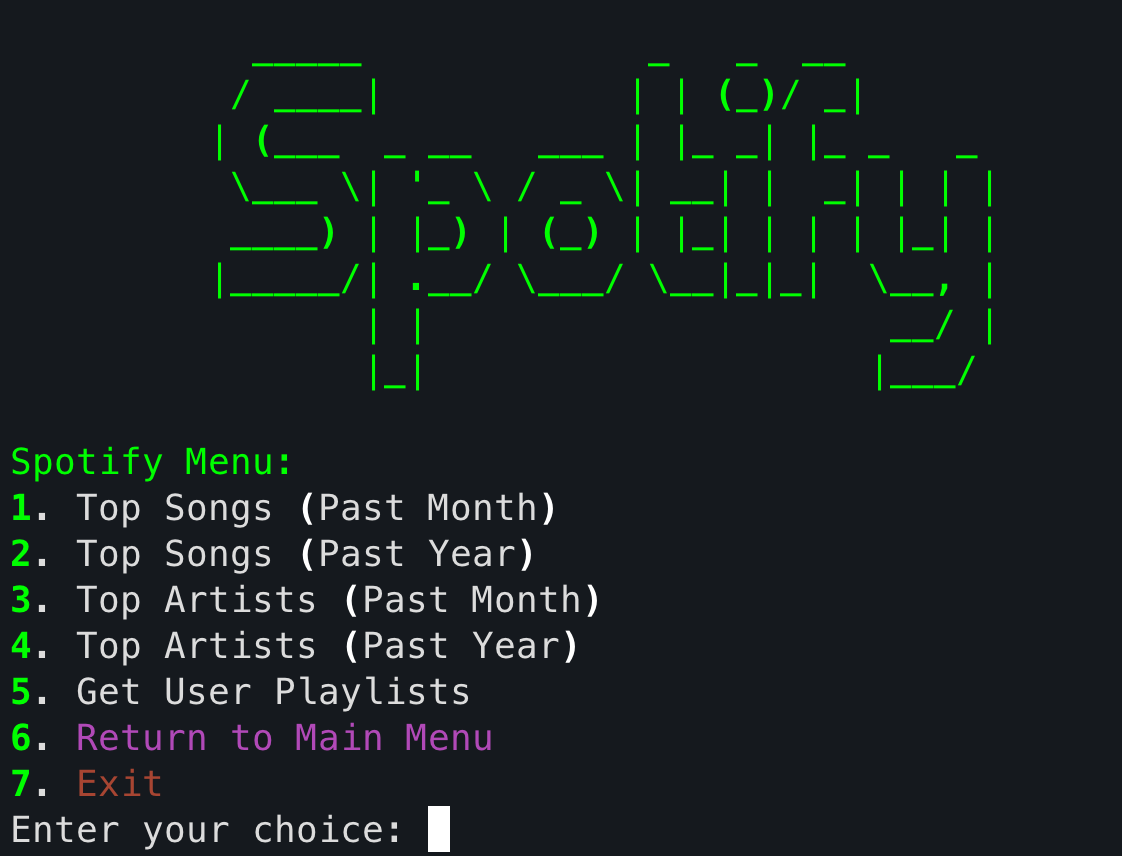 Spotify
Spotify Menu:
1. Top Songs (Past Month)
2. Top Songs (Past Year)
3. Top Artists (Past Month)
4. Top Artists (Past Year)
5. Get User Playlists
6. Return to Main Menu
7. Exit
Enter your choice: